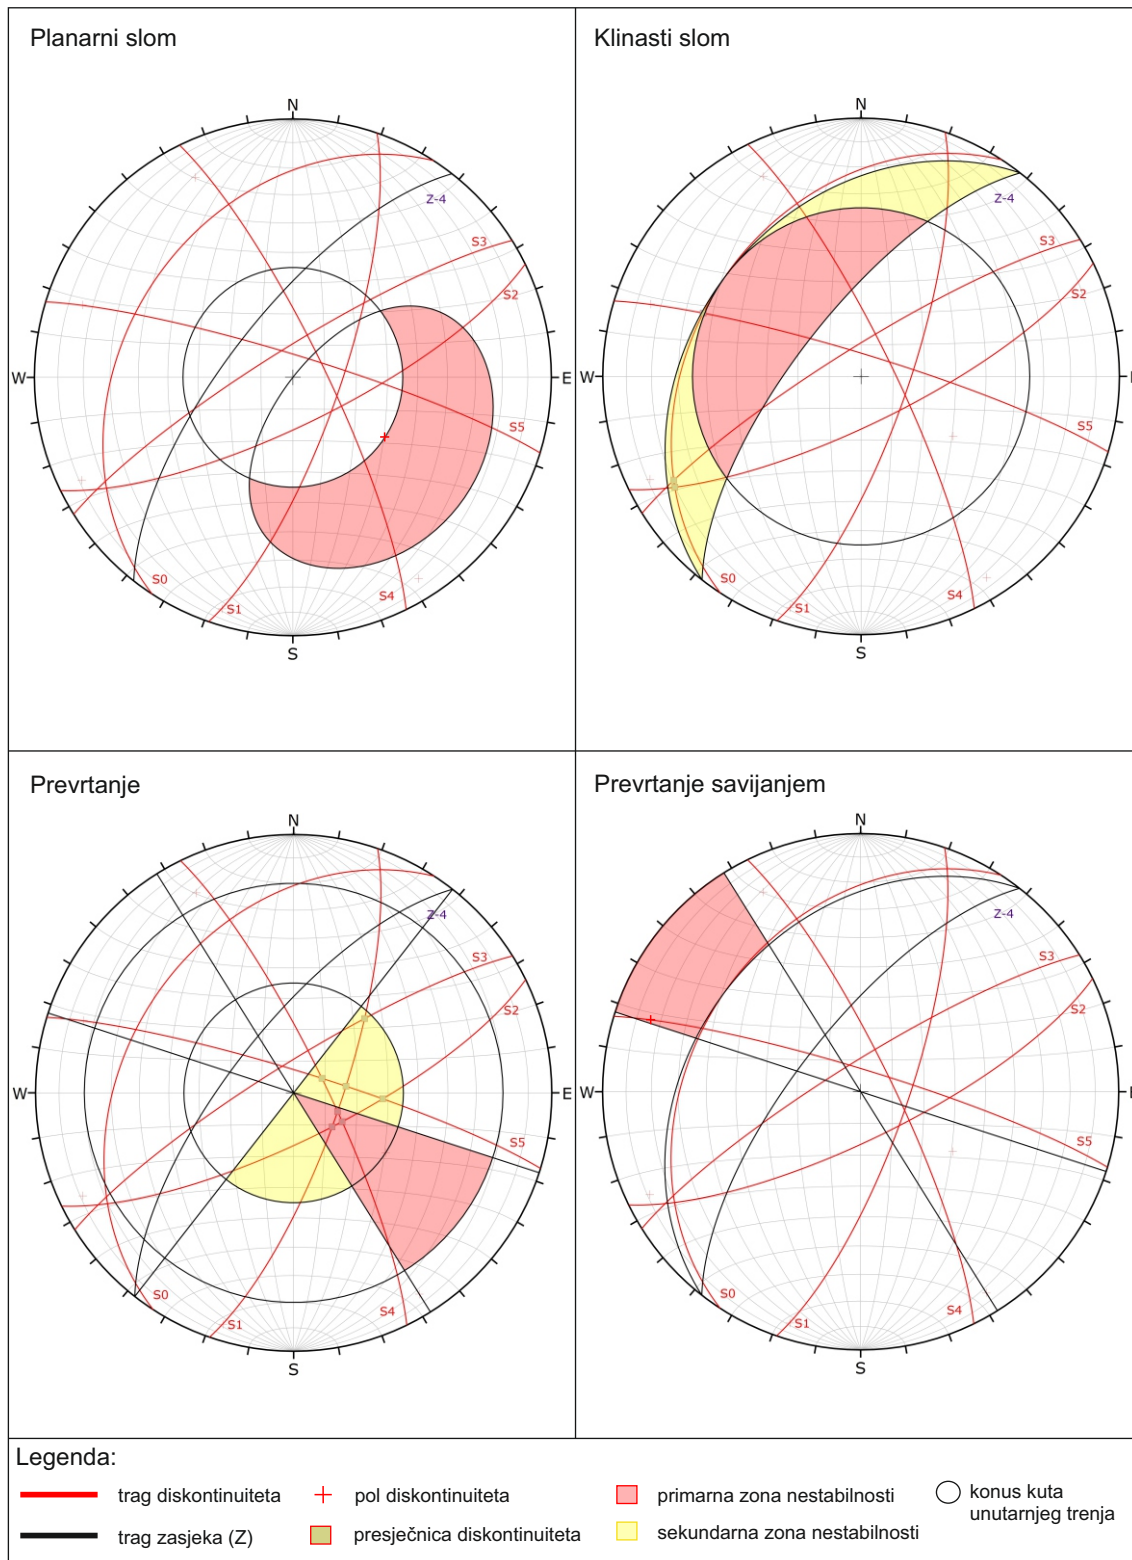 Planarni slom
N
Z-4
S3
S2
W
E
S5
S0
S1
S4
S
Klinasti slom
N
Z-4
S3
S2
W
S5
S0
S1
S4
S
Prevrtanje
N
Z-4
S3
S2
W
E
S5
S0
S1
S4
S
Prevrtanje savijanjem
N
Z-4
S3
S2
W
S5
S0
S1
S4
S
Legenda:
trag diskontinuiteta
pol diskontinuiteta
primarna zona nestabilnosti
konus kuta
unutarnjeg trenja
trag zasjeka (Z)
presječnica diskontinuiteta
sekundarna zona nestabilnosti